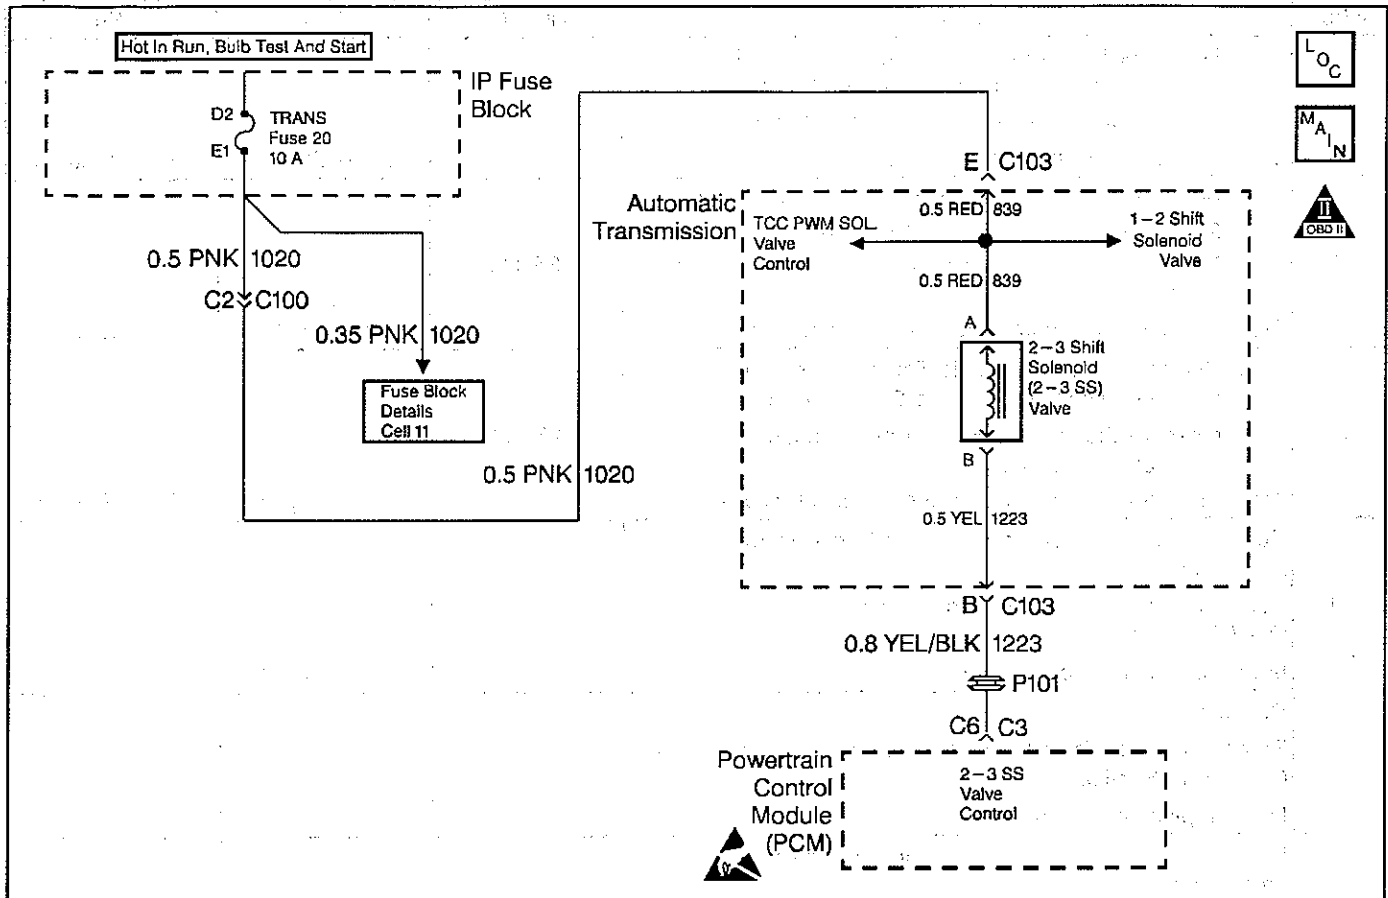 Hot In Run, Bulb Test And Start
IP Fuse
Block
D2
E1
TRANS
Fuse 20
10 A
0.5 PNK 1020
C2 C100
0.35 PNK 1020
Fuse Block
Details
Cell 11
0.5 PNK 1020
E C103
Automatic
Transmission
0.5 RED 839
TCC PWM SOL.
Valve
Control
1-2 Shift
Solenoid
Valve
0.5 RED 839
A
2-3 Shift
Solenoid
(2-3 SS)
Valve
B
0.5 YEL 1223
B C103
0.8 YEL/BLK 1223
P101
C6 C3
Powertrain
Control
Module
(PCM)
2-3 SS
Valve
Control
LOC
MAIN
II
OBD II